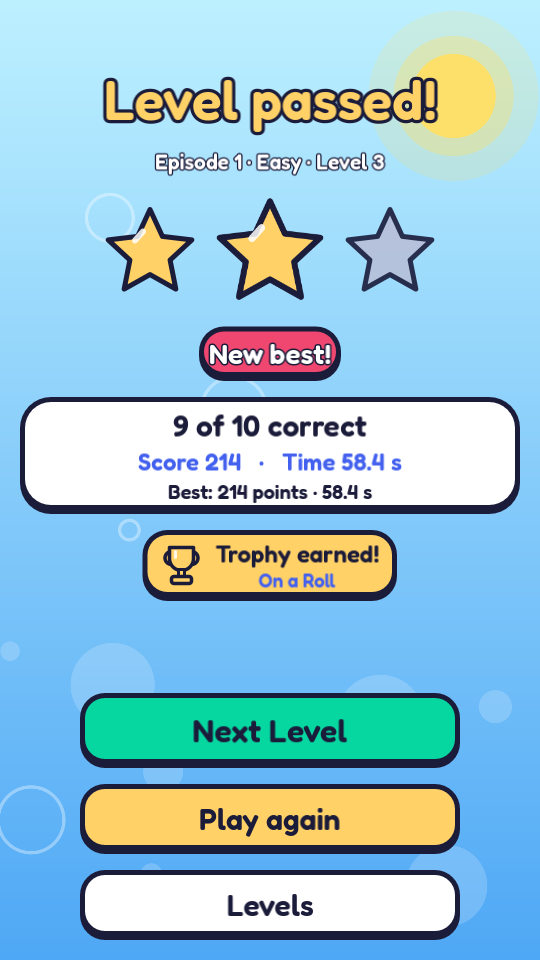 Level passed!
Episode 1 · Easy · Level 3
New best!
9 of 10 correct
Score 214 · Time 58.4 s
Best: 214 points · 58.4 s
Trophy earned!
On a Roll
Next Level
Play again
Levels